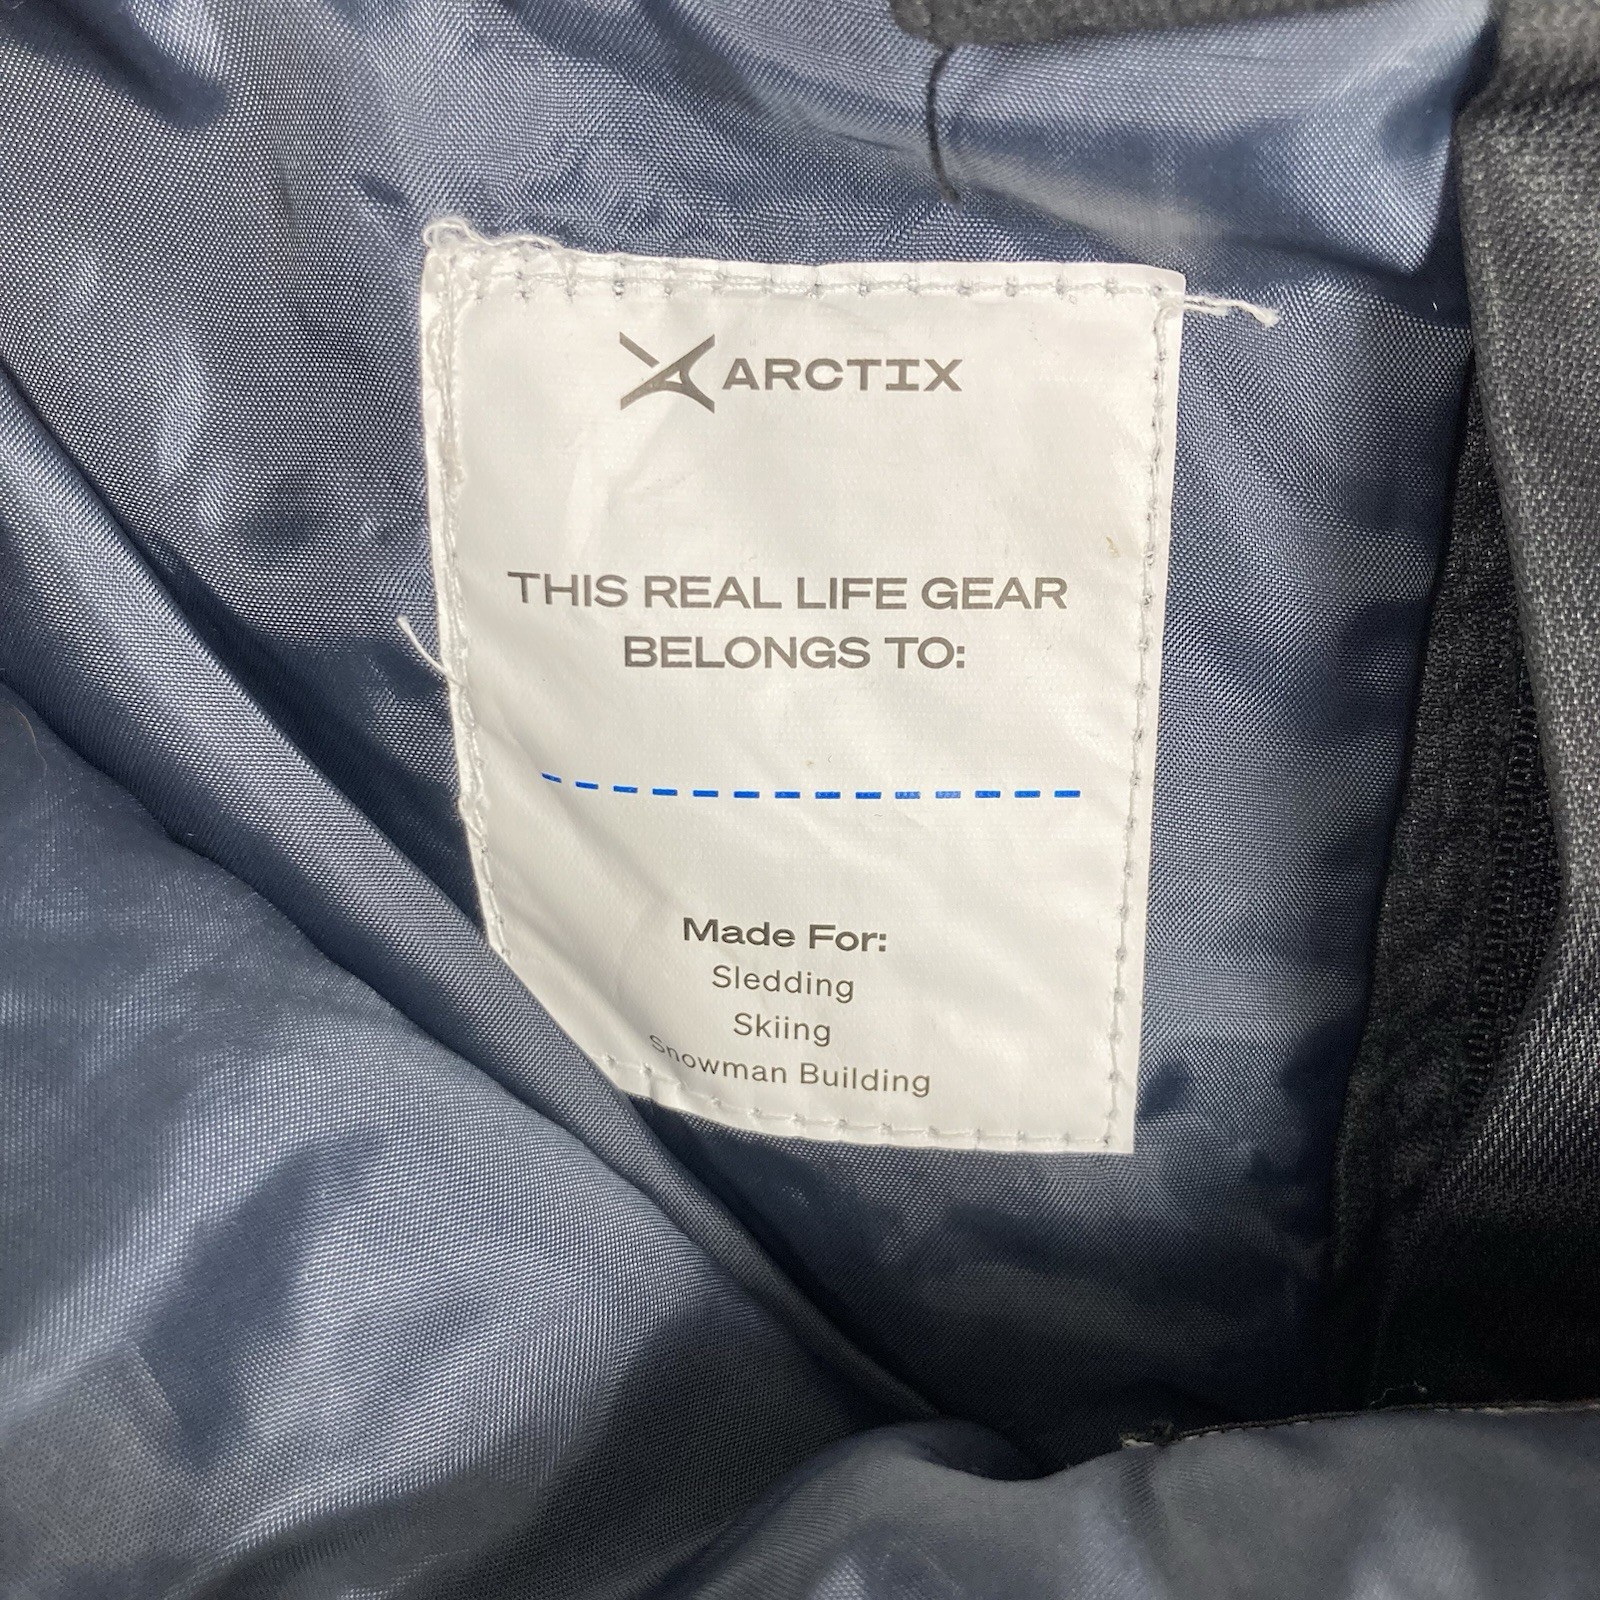 ARCTIX
THIS REAL LIFE GEAR
BELONGS TO:
Made For:
Sledding
Skiing
Snowman Building